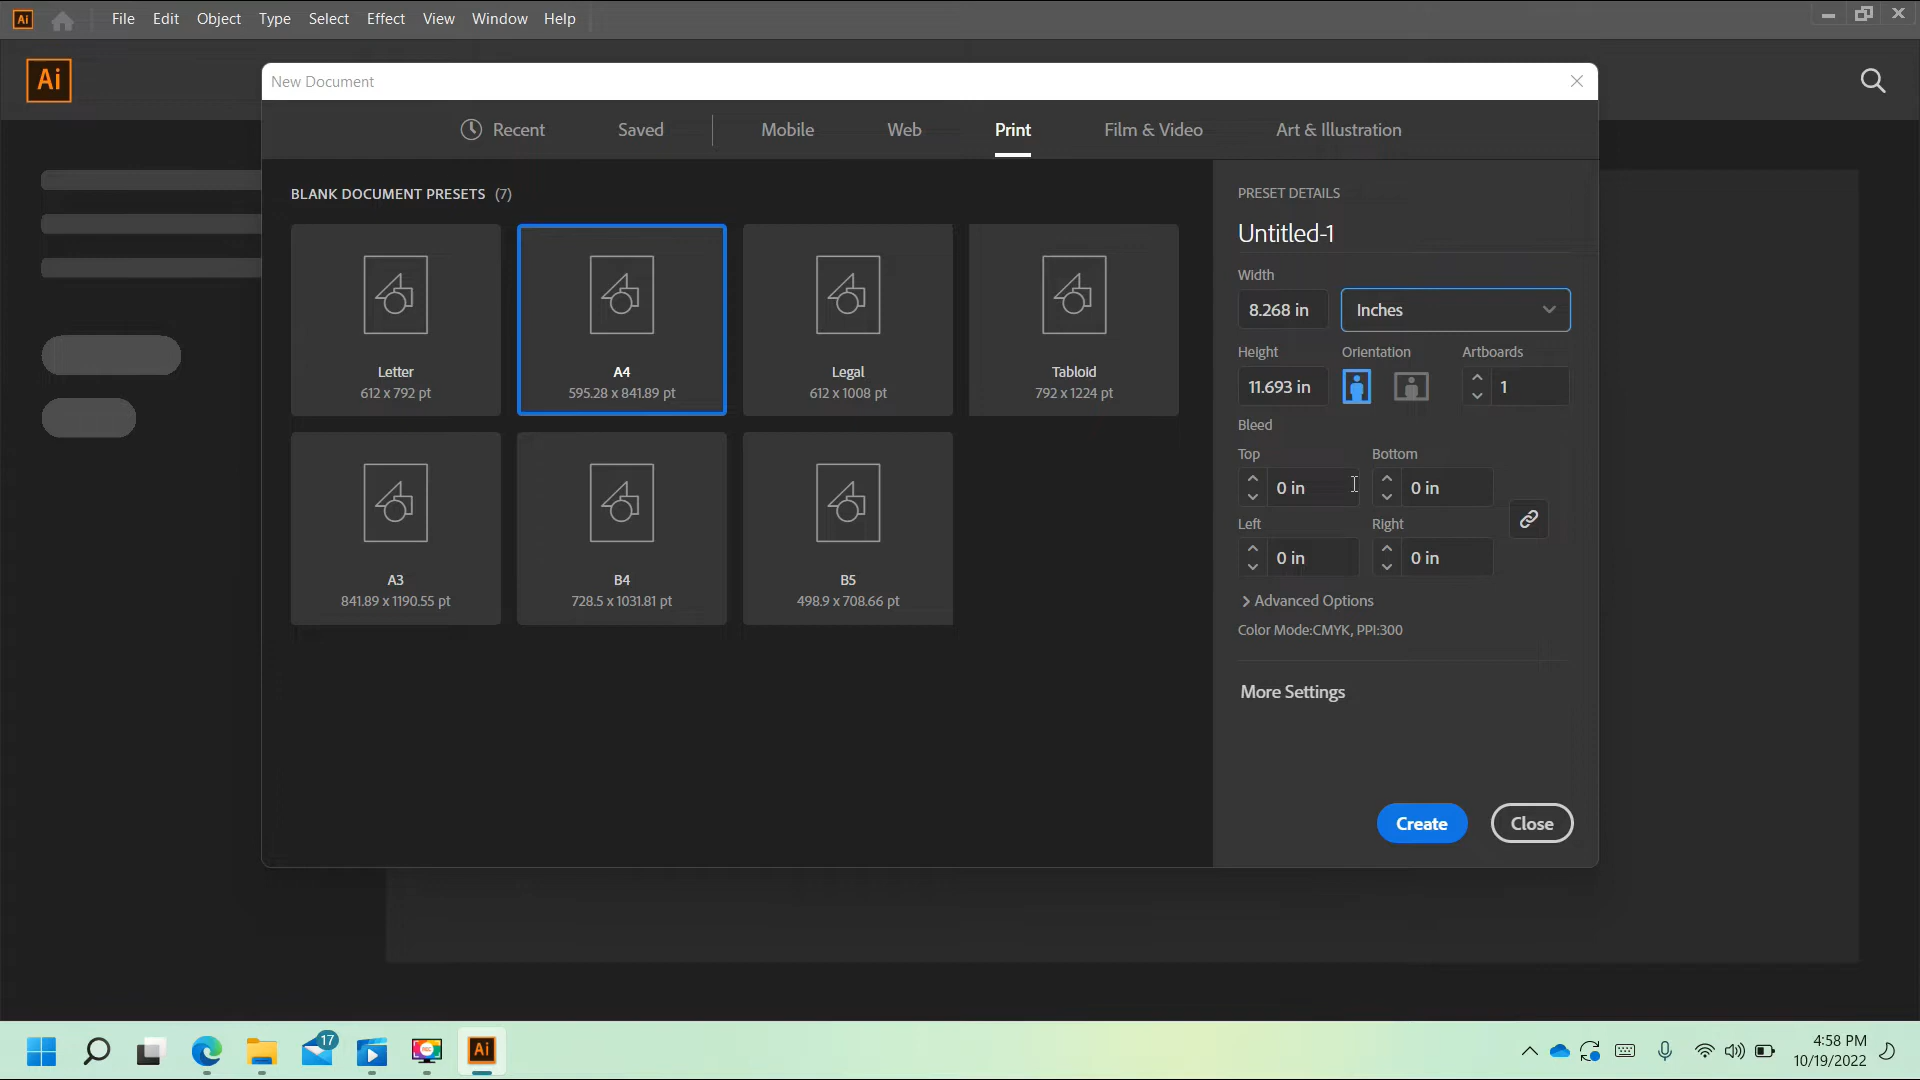 Ai File Edit Object Type Select Effect View Window Help
Ai
New Document
Recent Saved Mobile Web Print Film & Video Art & Illustration
BLANK DOCUMENT PRESETS (7)
Letter
612 x 792 pt
A4
595.28 x 841.89 pt
Legal
612 x 1008 pt
Tabloid
792 x 1224 pt
A3
841.89 x 1190.55 pt
B4
728.5 x 1031.81 pt
B5
498.9 x 708.66 pt
PRESET DETAILS
Untitled-1
Width
8.268 in Inches
Height Orientation Artboards
11.693 in 1
Bleed
Top Bottom
0 in 0 in
Left Right
0 in 0 in
Advanced Options
Color Mode:CMYK, PPI:300
More Settings
Create Close
17
Ai
4:58 PM
10/19/2022